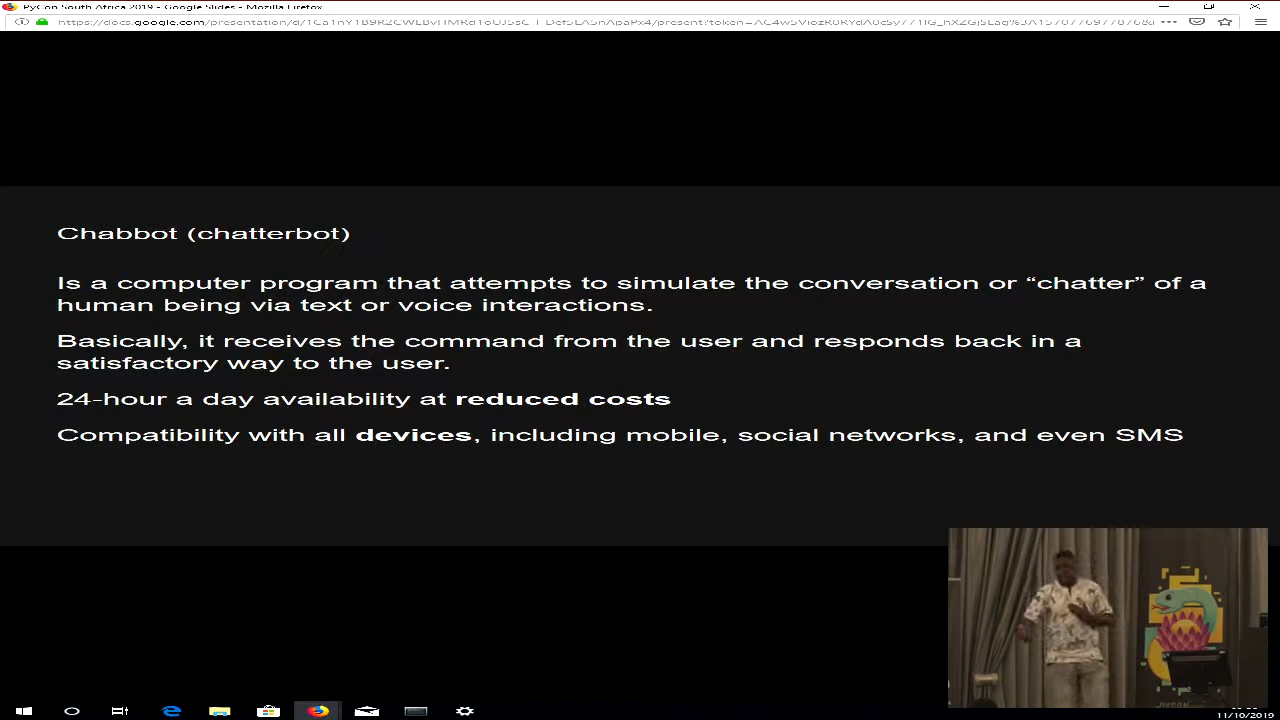 PyCon South Africa 2019 - Google Slides - Mozilla Firefox
Chabbot (chatterbot)
Is a computer program that attempts to simulate the conversation or “chatter” of a
human being via text or voice interactions.
Basically, it receives the command from the user and responds back in a
satisfactory way to the user.
24-hour a day availability at reduced costs
Compatibility with all devices, including mobile, social networks, and even SMS
11/10/2019